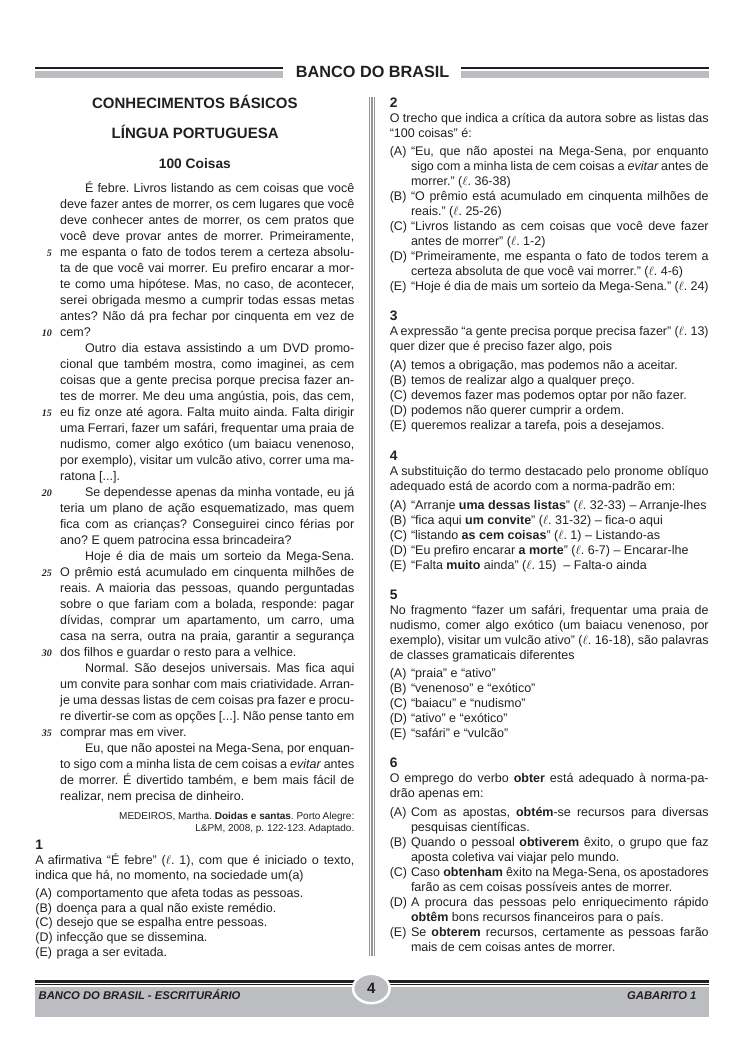 BANCO DO BRASIL
CONHECIMENTOS BÁSICOS
LÍNGUA PORTUGUESA
100 Coisas
É febre. Livros listando as cem coisas que você
deve fazer antes de morrer, os cem lugares que você
deve conhecer antes de morrer, os cem pratos que
você deve provar antes de morrer. Primeiramente,
5 me espanta o fato de todos terem a certeza absolu-
ta de que você vai morrer. Eu prefiro encarar a mor-
te como uma hipótese. Mas, no caso, de acontecer,
serei obrigada mesmo a cumprir todas essas metas
antes? Não dá pra fechar por cinquenta em vez de
10 cem?
Outro dia estava assistindo a um DVD promo-
cional que também mostra, como imaginei, as cem
coisas que a gente precisa porque precisa fazer an-
tes de morrer. Me deu uma angústia, pois, das cem,
15 eu fiz onze até agora. Falta muito ainda. Falta dirigir
uma Ferrari, fazer um safári, frequentar uma praia de
nudismo, comer algo exótico (um baiacu venenoso,
por exemplo), visitar um vulcão ativo, correr uma ma-
ratona [...].
20 Se dependesse apenas da minha vontade, eu já
teria um plano de ação esquematizado, mas quem
fica com as crianças? Conseguirei cinco férias por
ano? E quem patrocina essa brincadeira?
Hoje é dia de mais um sorteio da Mega-Sena.
25 O prêmio está acumulado em cinquenta milhões de
reais. A maioria das pessoas, quando perguntadas
sobre o que fariam com a bolada, responde: pagar
dívidas, comprar um apartamento, um carro, uma
casa na serra, outra na praia, garantir a segurança
30 dos filhos e guardar o resto para a velhice.
Normal. São desejos universais. Mas fica aqui
um convite para sonhar com mais criatividade. Arran-
je uma dessas listas de cem coisas pra fazer e procu-
re divertir-se com as opções [...]. Não pense tanto em
35 comprar mas em viver.
Eu, que não apostei na Mega-Sena, por enquan-
to sigo com a minha lista de cem coisas a evitar antes
de morrer. É divertido também, e bem mais fácil de
realizar, nem precisa de dinheiro.
MEDEIROS, Martha. Doidas e santas. Porto Alegre:
L&PM, 2008, p. 122-123. Adaptado.
1
A afirmativa “É febre” (ℓ. 1), com que é iniciado o texto,
indica que há, no momento, na sociedade um(a)
(A) comportamento que afeta todas as pessoas.
(B) doença para a qual não existe remédio.
(C) desejo que se espalha entre pessoas.
(D) infecção que se dissemina.
(E) praga a ser evitada.
2
O trecho que indica a crítica da autora sobre as listas das
“100 coisas” é:
(A) “Eu, que não apostei na Mega-Sena, por enquanto
sigo com a minha lista de cem coisas a evitar antes de
morrer.” (ℓ. 36-38)
(B) “O prêmio está acumulado em cinquenta milhões de
reais.” (ℓ. 25-26)
(C) “Livros listando as cem coisas que você deve fazer
antes de morrer” (ℓ. 1-2)
(D) “Primeiramente, me espanta o fato de todos terem a
certeza absoluta de que você vai morrer.” (ℓ. 4-6)
(E) “Hoje é dia de mais um sorteio da Mega-Sena.” (ℓ. 24)
3
A expressão “a gente precisa porque precisa fazer” (ℓ. 13)
quer dizer que é preciso fazer algo, pois
(A) temos a obrigação, mas podemos não a aceitar.
(B) temos de realizar algo a qualquer preço.
(C) devemos fazer mas podemos optar por não fazer.
(D) podemos não querer cumprir a ordem.
(E) queremos realizar a tarefa, pois a desejamos.
4
A substituição do termo destacado pelo pronome oblíquo
adequado está de acordo com a norma-padrão em:
(A) “Arranje uma dessas listas” (ℓ. 32-33) – Arranje-lhes
(B) “fica aqui um convite” (ℓ. 31-32) – fica-o aqui
(C) “listando as cem coisas” (ℓ. 1) – Listando-as
(D) “Eu prefiro encarar a morte” (ℓ. 6-7) – Encarar-lhe
(E) “Falta muito ainda” (ℓ. 15) – Falta-o ainda
5
No fragmento “fazer um safári, frequentar uma praia de
nudismo, comer algo exótico (um baiacu venenoso, por
exemplo), visitar um vulcão ativo” (ℓ. 16-18), são palavras
de classes gramaticais diferentes
(A) “praia” e “ativo”
(B) “venenoso” e “exótico”
(C) “baiacu” e “nudismo”
(D) “ativo” e “exótico”
(E) “safári” e “vulcão”
6
O emprego do verbo obter está adequado à norma-pa-
drão apenas em:
(A) Com as apostas, obtém-se recursos para diversas
pesquisas científicas.
(B) Quando o pessoal obtiverem êxito, o grupo que faz
aposta coletiva vai viajar pelo mundo.
(C) Caso obtenham êxito na Mega-Sena, os apostadores
farão as cem coisas possíveis antes de morrer.
(D) A procura das pessoas pelo enriquecimento rápido
obtêm bons recursos financeiros para o país.
(E) Se obterem recursos, certamente as pessoas farão
mais de cem coisas antes de morrer.
BANCO DO BRASIL - ESCRITURÁRIO
4
GABARITO 1